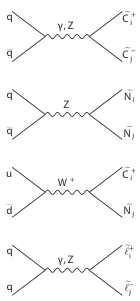 q γ, Z C̃ᵢ⁺
q̄ C̃ⱼ⁻
q Z Ñᵢ
q̄ Ñⱼ
u W⁺ C̃ᵢ⁺
d̄ Ñⱼ
q γ, Z ℓ̃ᵢ⁺
q ℓ̃ⱼ⁻